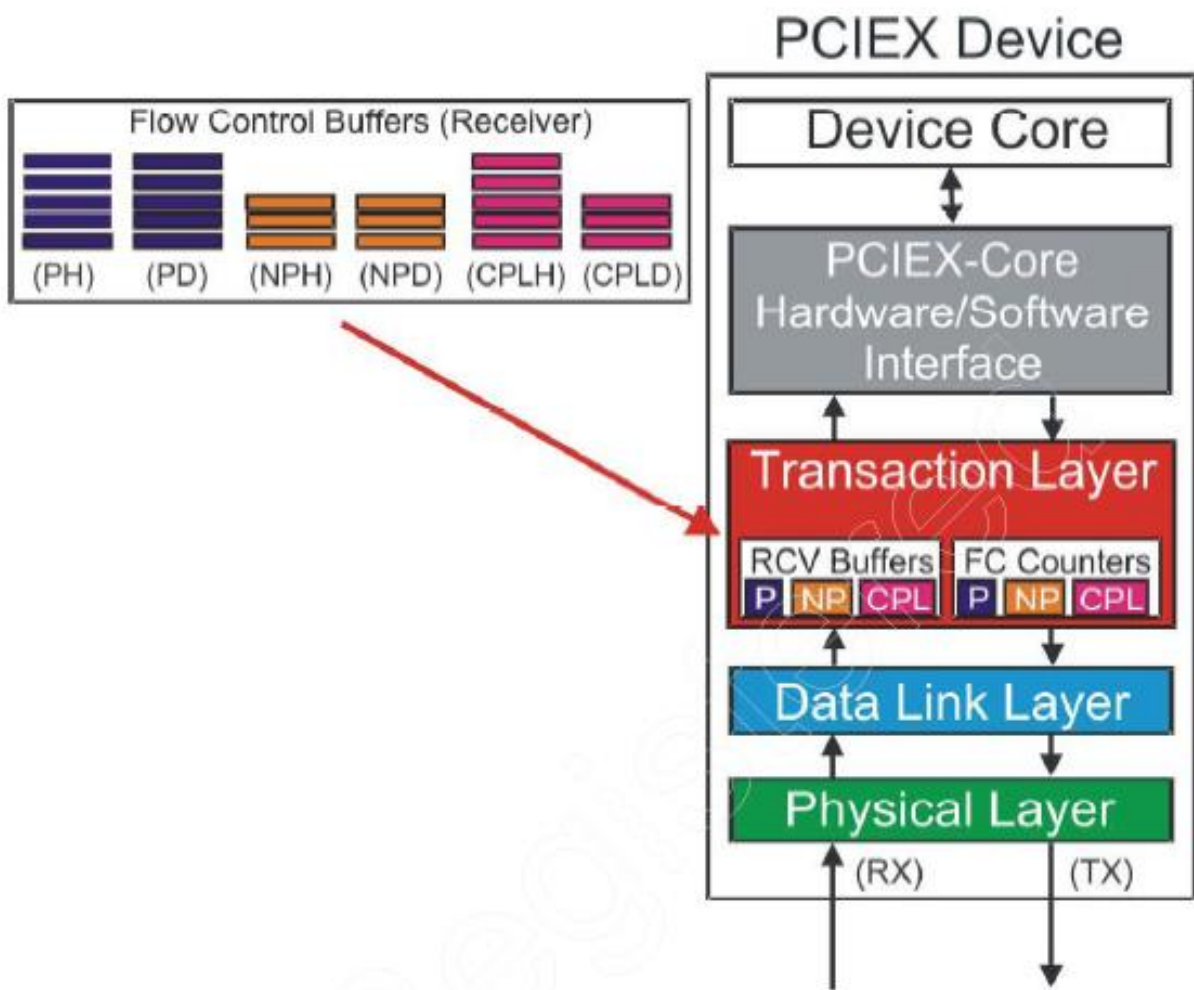 PCIEX Device
Flow Control Buffers (Receiver)
(PH) (PD) (NPH) (NPD) (CPLH) (CPLD)
Device Core
PCIEX-Core
Hardware/Software
Interface
Transaction Layer
RCV Buffers FC Counters
P NP CPL P NP CPL
Data Link Layer
Physical Layer
(RX) (TX)